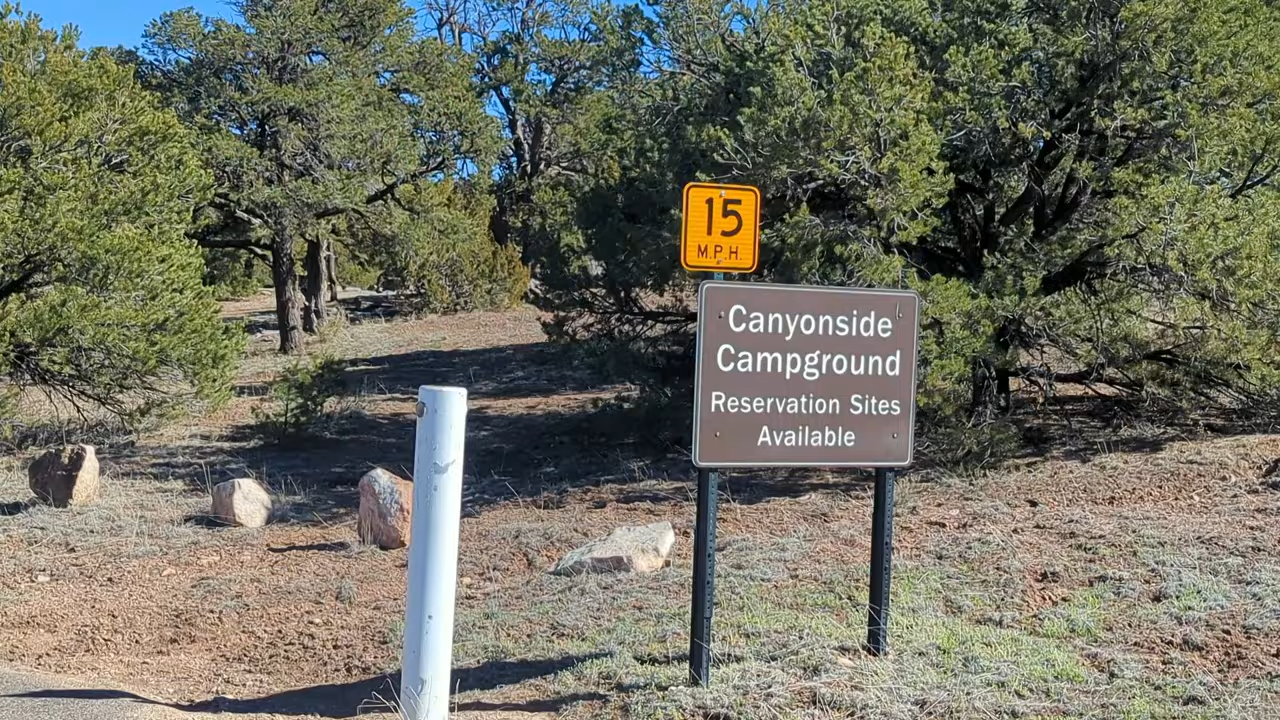 15
M.P.H.
Canyonside
Campground
Reservation Sites
Available